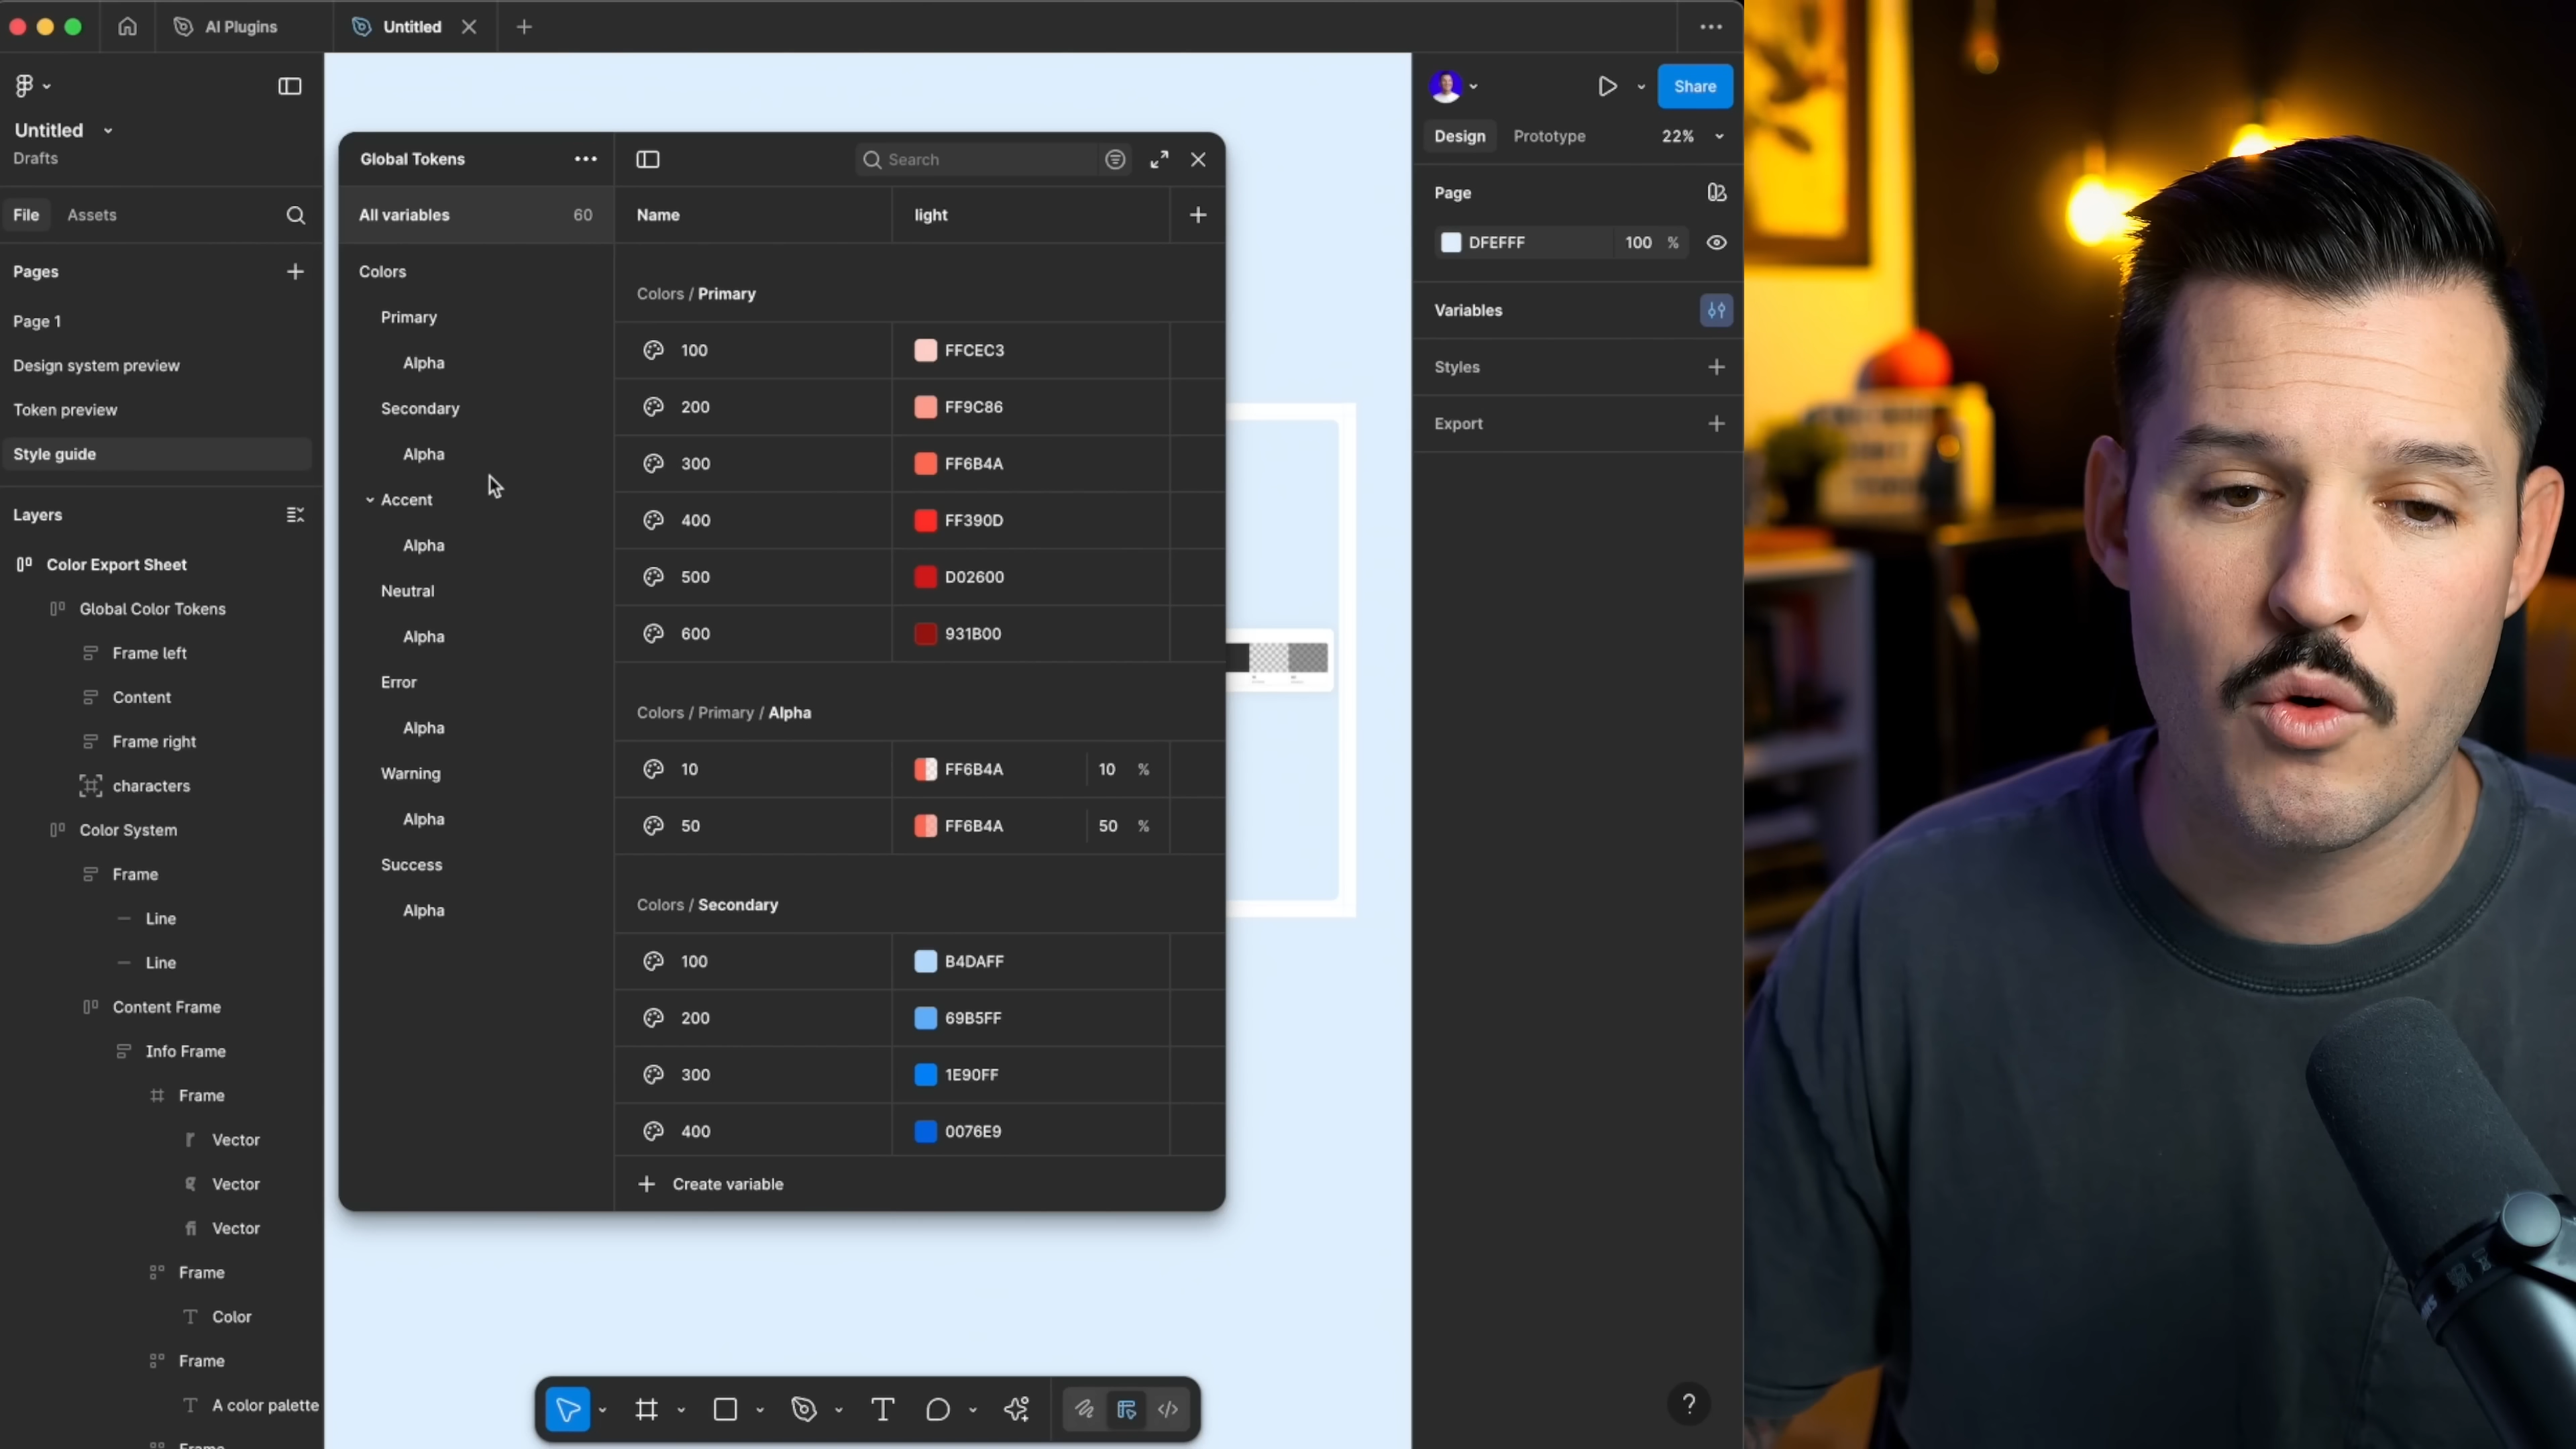 AI Plugins
Untitled
Untitled
Drafts
File
Assets
Pages
Page 1
Design system preview
Token preview
Style guide
Layers
Color Export Sheet
Global Color Tokens
Frame left
Content
Frame right
characters
Color System
Frame
Line
Line
Content Frame
Info Frame
Frame
Vector
Vector
Vector
Frame
Color
Frame
A color palette
Frame
Global Tokens
All variables
60
Colors
Primary
Alpha
Secondary
Alpha
Accent
Alpha
Neutral
Alpha
Error
Alpha
Warning
Alpha
Success
Alpha
Search
Name
light
Colors / Primary
100 FFCEC3
200 FF9C86
300 FF6B4A
400 FF390D
500 D02600
600 931B00
Colors / Primary / Alpha
10 FF6B4A 10 %
50 FF6B4A 50 %
Colors / Secondary
100 B4DAFF
200 69B5FF
300 1E90FF
400 0076E9
Create variable
Share
Design
Prototype
22%
Page
DFEFFF 100 %
Variables
Styles
Export
?